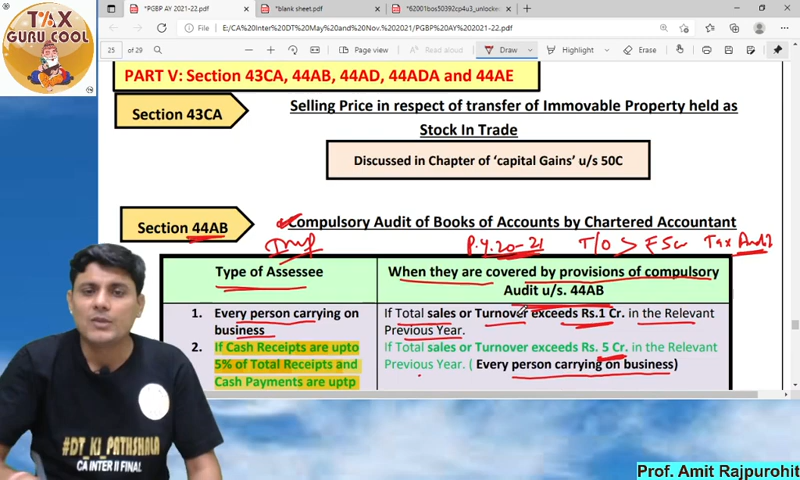 TAX
GURU COOL
*PGBP AY 2021-22.pdf
*blank sheet.pdf
*62001bos50392cp4u3_unlocked
E:/CA%20Inter%20DT%20May%20and%20Nov.%202021/PGBP%20AY%202021-22.pdf
25 of 29
Page view
Read aloud
Draw
Highlight
Erase
PART V: Section 43CA, 44AB, 44AD, 44ADA and 44AE
Section 43CA
Selling Price in respect of transfer of Immovable Property held as
Stock In Trade
Discussed in Chapter of ‘capital Gains’ u/s 50C
Section 44AB
Compulsory Audit of Books of Accounts by Chartered Accountant
Imp
P.Y. 20-21 T/O > ₹5cr Tax Audit
Type of Assessee
When they are covered by provisions of compulsory
Audit u/s. 44AB
1. Every person carrying on
business
If Total sales or Turnover exceeds Rs.1 Cr. in the Relevant
Previous Year.
2. If Cash Receipts are upto
5% of Total Receipts and
Cash Payments are uptp
If Total sales or Turnover exceeds Rs. 5 Cr. in the Relevant
Previous Year. ( Every person carrying on business)
#DT_KI_PATHSHALA
CA INTER II FINAL
Prof. Amit Rajpurohit